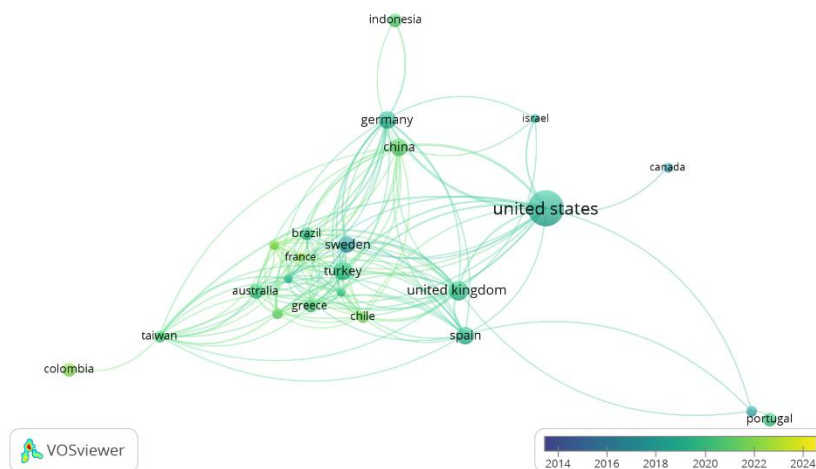 indonesia
germany
israel
china
canada
united states
brazil
sweden
france
turkey
australia
united kingdom
greece
chile
taiwan
spain
colombia
portugal
VOSviewer
2014 2016 2018 2020 2022 2024